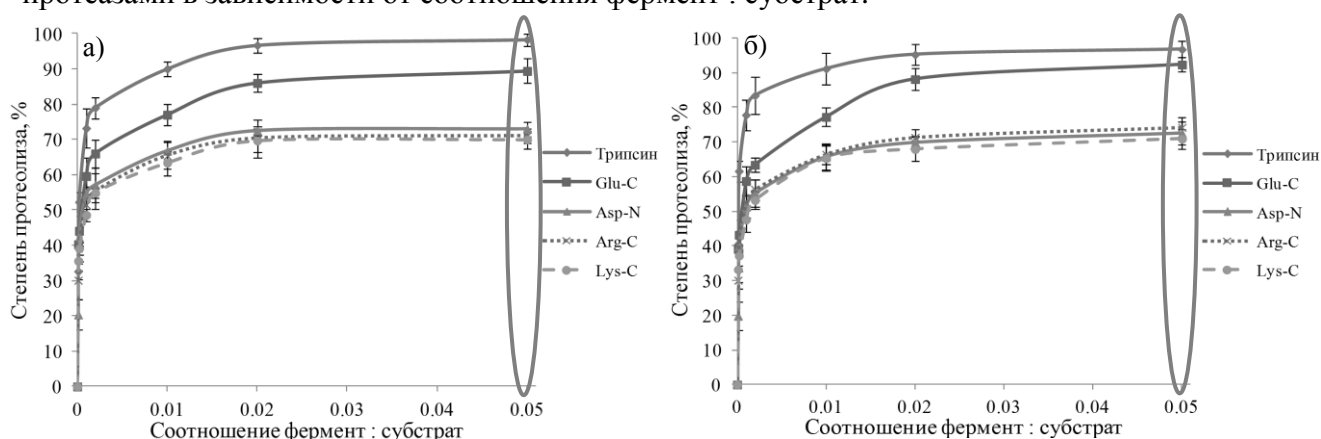 протеазами в зависимости от соотношения фермент : субстрат.
а)
Степень протеолиза, %
100
90
80
70
60
50
40
30
20
10
0
0
0.01
0.02
0.03
0.04
0.05
Соотношение фермент : субстрат
Трипсин
Glu-C
Asp-N
Arg-C
Lys-C
б)
Степень протеолиза, %
100
90
80
70
60
50
40
30
20
10
0
0
0.01
0.02
0.03
0.04
0.05
Соотношение фермент : субстрат
Трипсин
Glu-C
Asp-N
Arg-C
Lys-C